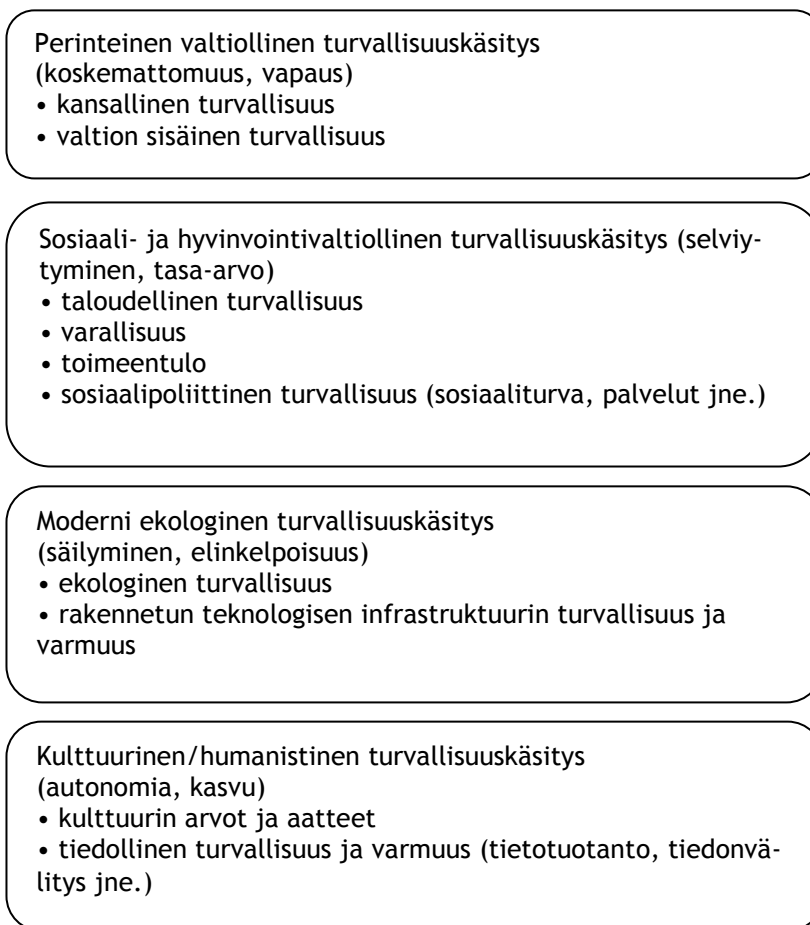 Perinteinen valtiollinen turvallisuuskäsitys
(koskemattomuus, vapaus)
• kansallinen turvallisuus
• valtion sisäinen turvallisuus
Sosiaali- ja hyvinvointivaltiollinen turvallisuuskäsitys (selviy-
tyminen, tasa-arvo)
• taloudellinen turvallisuus
• varallisuus
• toimeentulo
• sosiaalipoliittinen turvallisuus (sosiaaliturva, palvelut jne.)
Moderni ekologinen turvallisuuskäsitys
(säilyminen, elinkelpoisuus)
• ekologinen turvallisuus
• rakennetun teknologisen infrastruktuurin turvallisuus ja
varmuus
Kulttuurinen/humanistinen turvallisuuskäsitys
(autonomia, kasvu)
• kulttuurin arvot ja aatteet
• tiedollinen turvallisuus ja varmuus (tietotuotanto, tiedonvä-
litys jne.)